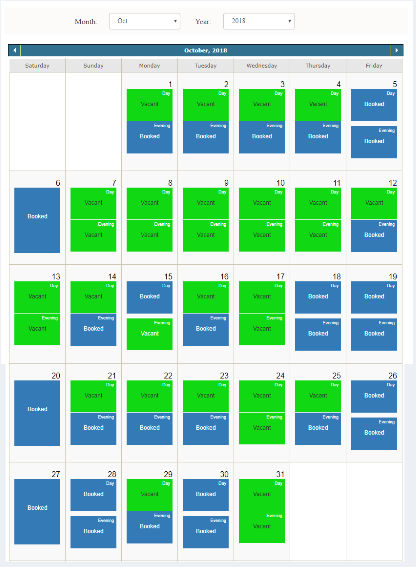 Month: Oct Year: 2018
October, 2018
Saturday Sunday Monday Tuesday Wednesday Thursday Friday
1 2 3 4 5
Day Day Day Day Day
Vacant Vacant Vacant Vacant Booked
Evening Evening Evening Evening Evening
Booked Booked Booked Booked Booked
6 7 8 9 10 11 12
Day Day Day Day Day Day
Booked Vacant Vacant Vacant Vacant Vacant Vacant
Evening Evening Evening Evening Evening Evening
Vacant Vacant Vacant Vacant Vacant Booked
13 14 15 16 17 18 19
Day Day Day Day Day Day Day
Vacant Vacant Booked Vacant Vacant Booked Booked
Evening Evening Evening Evening Evening Evening Evening
Vacant Booked Vacant Booked Vacant Booked Booked
20 21 22 23 24 25 26
Day Day Day Day Day Day
Booked Vacant Vacant Vacant Vacant Vacant Booked
Evening Evening Evening Evening Evening Evening
Booked Booked Booked Vacant Booked Booked
27 28 29 30 31
Day Day Day Day
Booked Booked Vacant Booked Vacant
Evening Evening Evening Evening
Booked Booked Booked Vacant